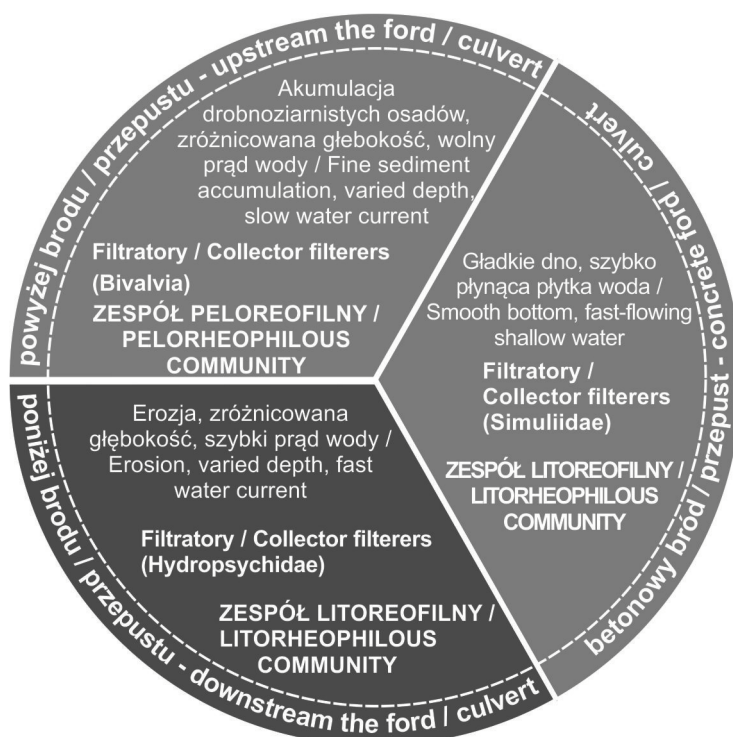 powyżej brodu / przepustu - upstream the ford / culvert
Akumulacja
drobnoziarnistych osadów,
zróżnicowana głebokość, wolny
prąd wody / Fine sediment
accumulation, varied depth,
slow water current
Filtratory / Collector filterers
(Bivalvia)
ZESPÓŁ PELOREOFILNY /
PELORHEOPHILOUS
COMMUNITY
betonowy bród / przepust - concrete ford / culvert
Gładkie dno, szybko
płynąca płytka woda /
Smooth bottom, fast-flowing
shallow water
Filtratory /
Collector filterers
(Simuliidae)
ZESPÓŁ LITOREOFILNY /
LITORHEOPHILOUS
COMMUNITY
poniżej brodu / przepustu - downstream the ford / culvert
Erozja, zróżnicowana
głębokość, szybki prąd wody /
Erosion, varied depth, fast
water current
Filtratory / Collector filterers
(Hydropsychidae)
ZESPÓŁ LITOREOFILNY /
LITORHEOPHILOUS
COMMUNITY